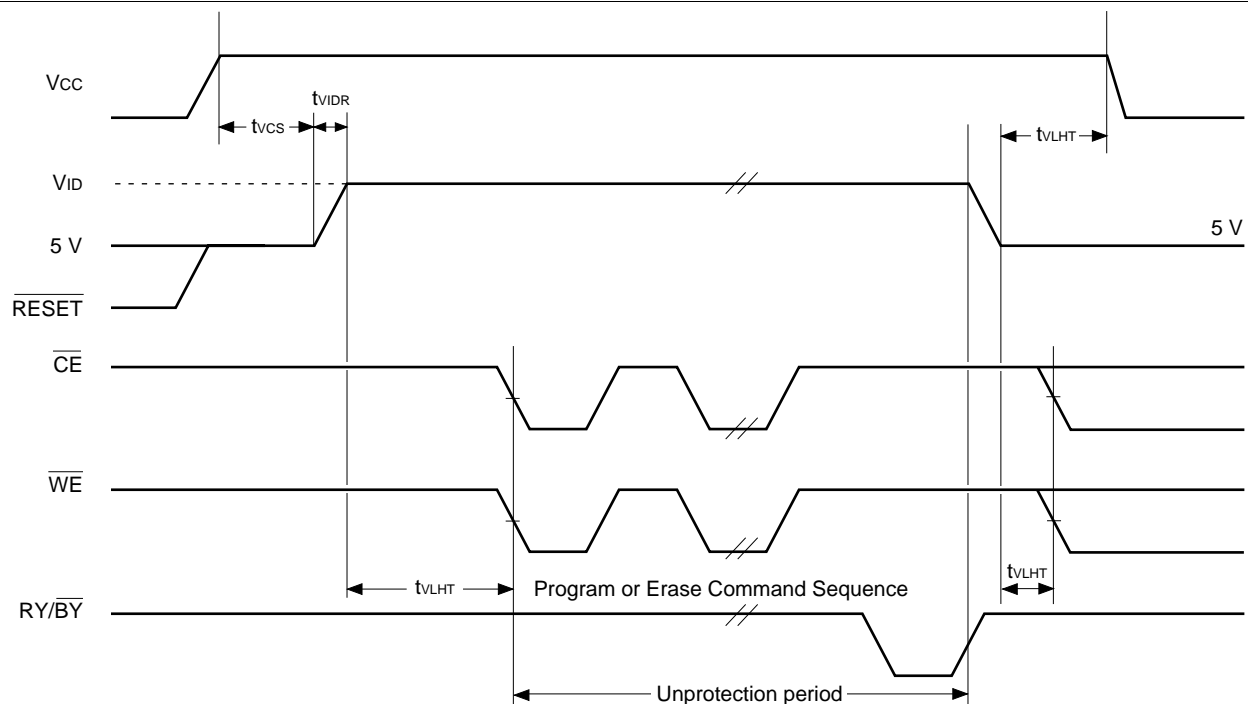 VCC
tVIDR
tVCS
tVLHT
VID
5 V
5 V
RESET
CE
WE
tVLHT
Program or Erase Command Sequence
tVLHT
RY/BY
Unprotection period